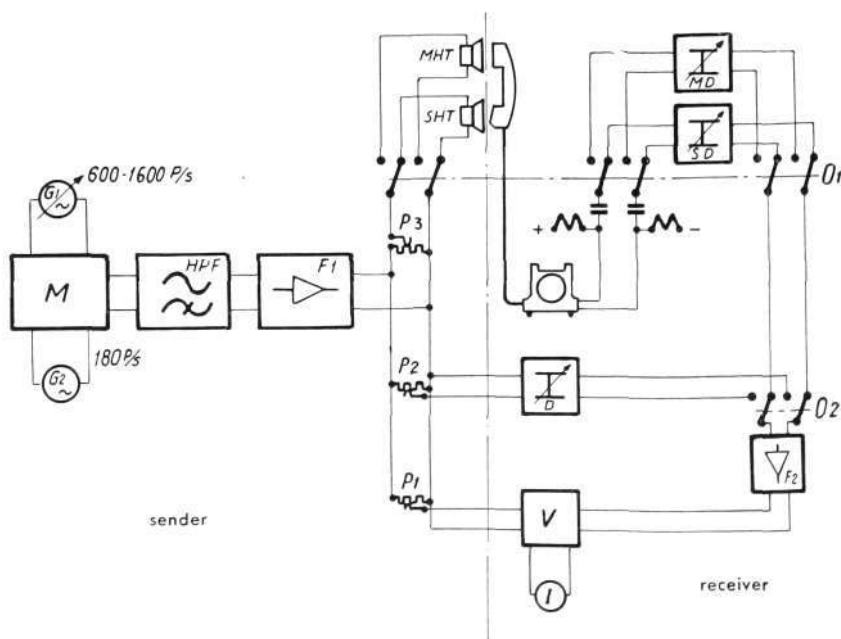 MHT
SHT
MD
SD
O1
G1
~
600-1600 P/s
P3
+
-
M
HPF
F1
180 P/s
G2
~
P2
D
O2
F2
P1
V
I
sender
receiver